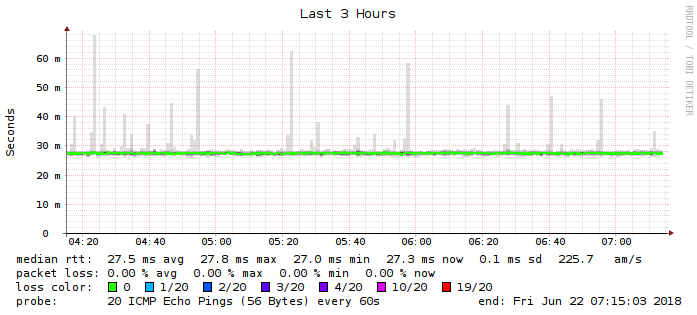 Last 3 Hours
RRDTOOL / TOBI OETIKER
Seconds
60 m
50 m
40 m
30 m
20 m
10 m
0
04:20 04:40 05:00 05:20 05:40 06:00 06:20 06:40 07:00
median rtt: 27.5 ms avg 27.8 ms max 27.0 ms min 27.3 ms now 0.1 ms sd 225.7 am/s
packet loss: 0.00 % avg 0.00 % max 0.00 % min 0.00 % now
loss color: 0 1/20 2/20 3/20 4/20 10/20 19/20
probe: 20 ICMP Echo Pings (56 Bytes) every 60s end: Fri Jun 22 07:15:03 2018